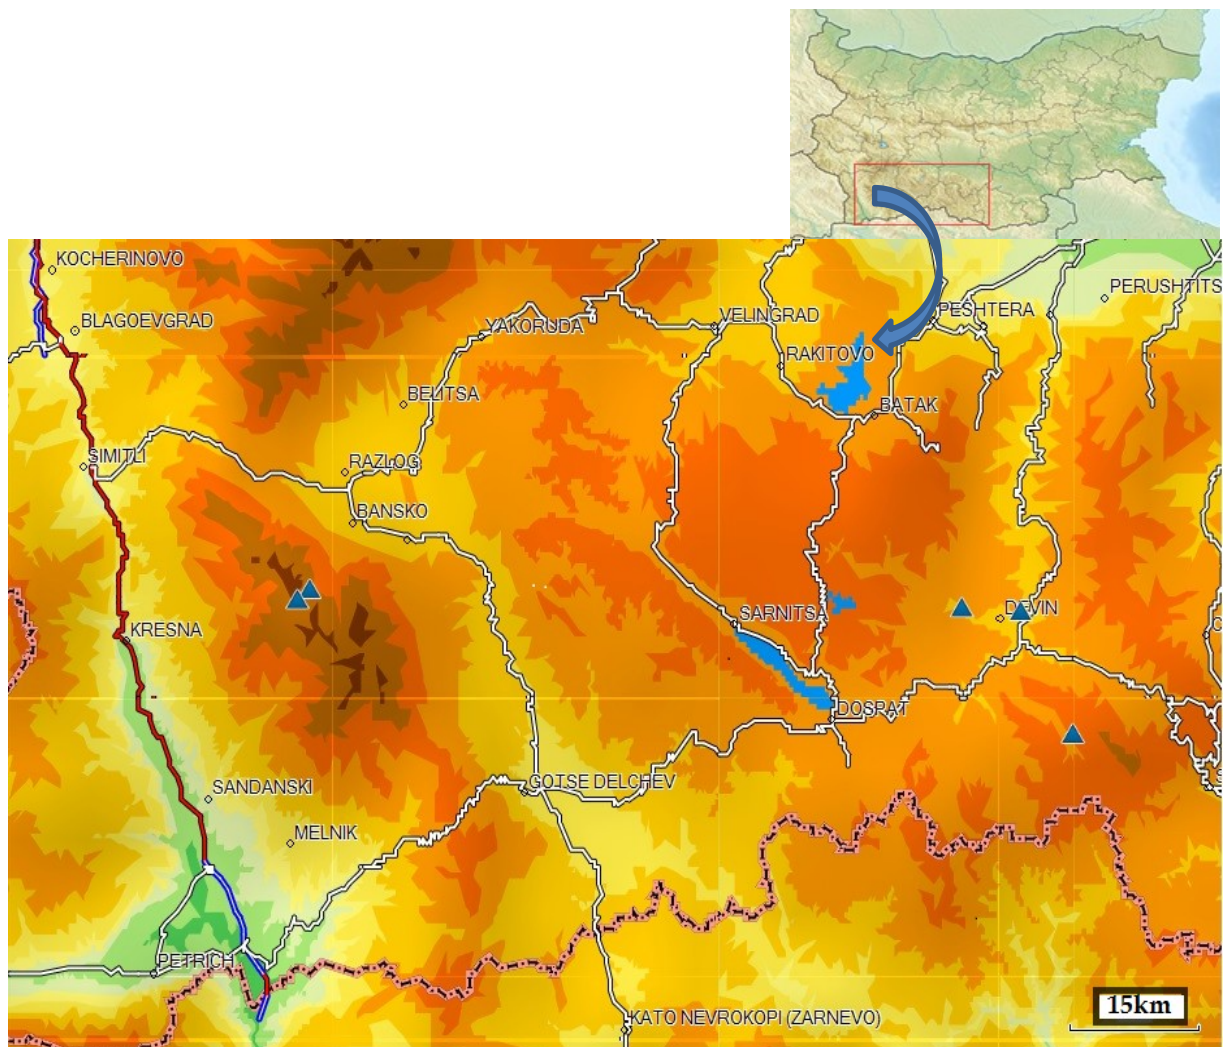 KOCHERINOVO
PERUSHTITS
BLAGOEVGRAD
YAKORUDA
VELINGRAD
PESHTERA
RAKITOVO
BELITSA
BATAK
SIMITLI
RAZLOG
BANSKO
KRESNA
SARNITSA
DEVIN
DOSPAT
SANDANSKI
GOTSE DELCHEV
MELNIK
PETRICH
15km
KATO NEVROKOPI (ZARNEVO)